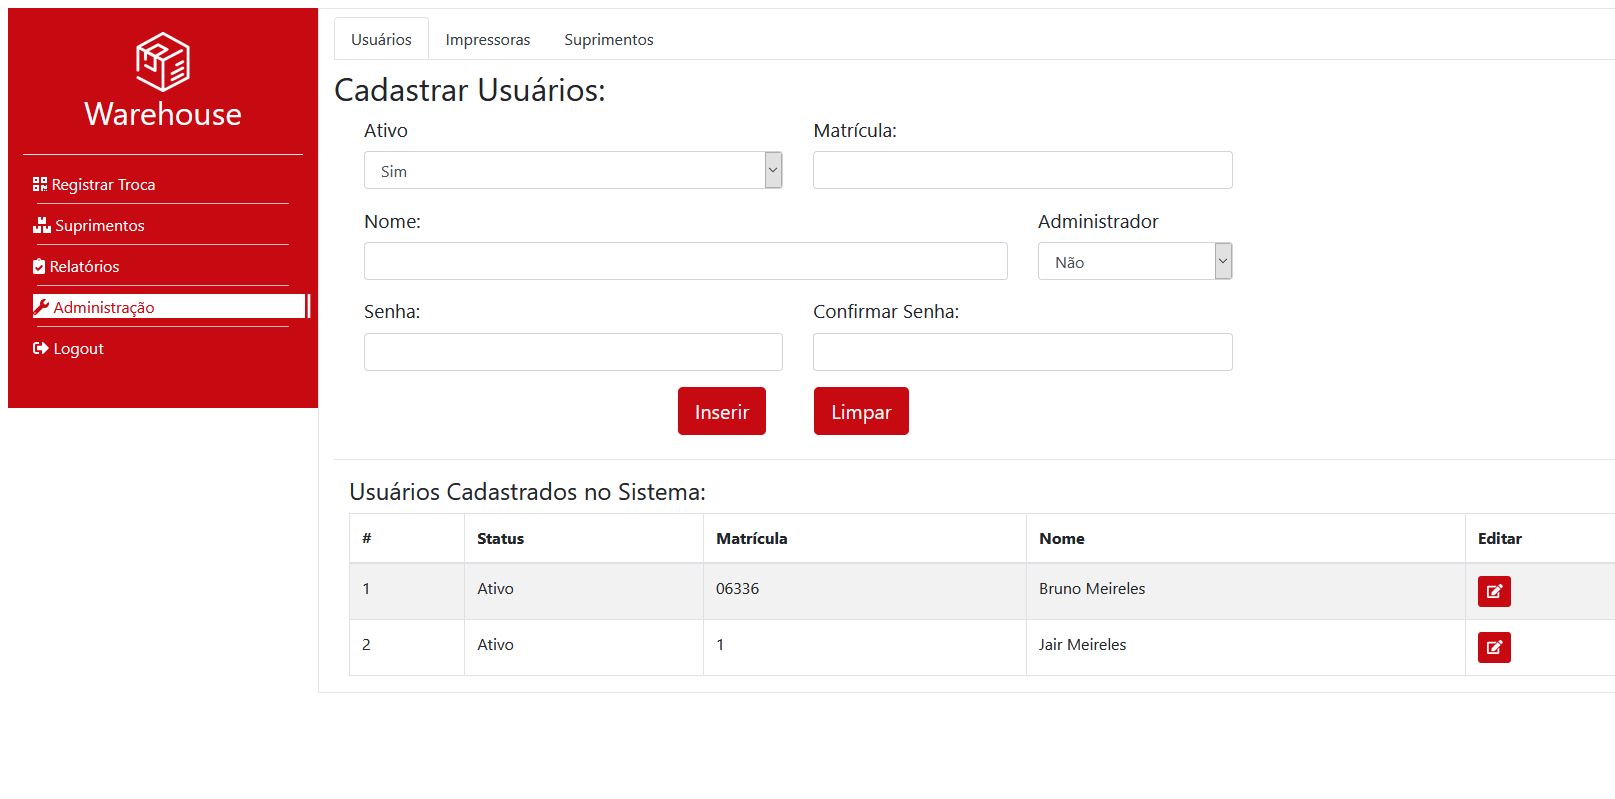 Warehouse
Registrar Troca
Suprimentos
Relatórios
Administração
Logout
Usuários Impressoras Suprimentos
Cadastrar Usuários:
Ativo Matrícula:
Sim
Nome: Administrador
Não
Senha: Confirmar Senha:
Inserir Limpar
Usuários Cadastrados no Sistema:
# Status Matrícula Nome Editar
1 Ativo 06336 Bruno Meireles
2 Ativo 1 Jair Meireles